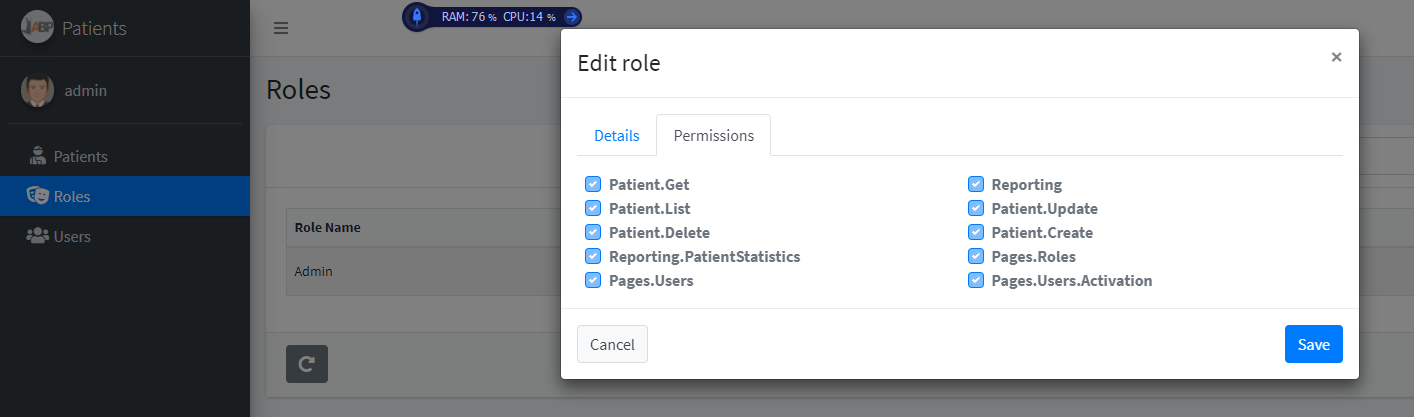 ABP Patients
RAM: 76 % CPU:14 %
admin
Patients
Roles
Users
Roles
Role Name
Admin
Edit role
×
Details Permissions
Patient.Get Reporting
Patient.List Patient.Update
Patient.Delete Patient.Create
Reporting.PatientStatistics Pages.Roles
Pages.Users Pages.Users.Activation
Cancel Save